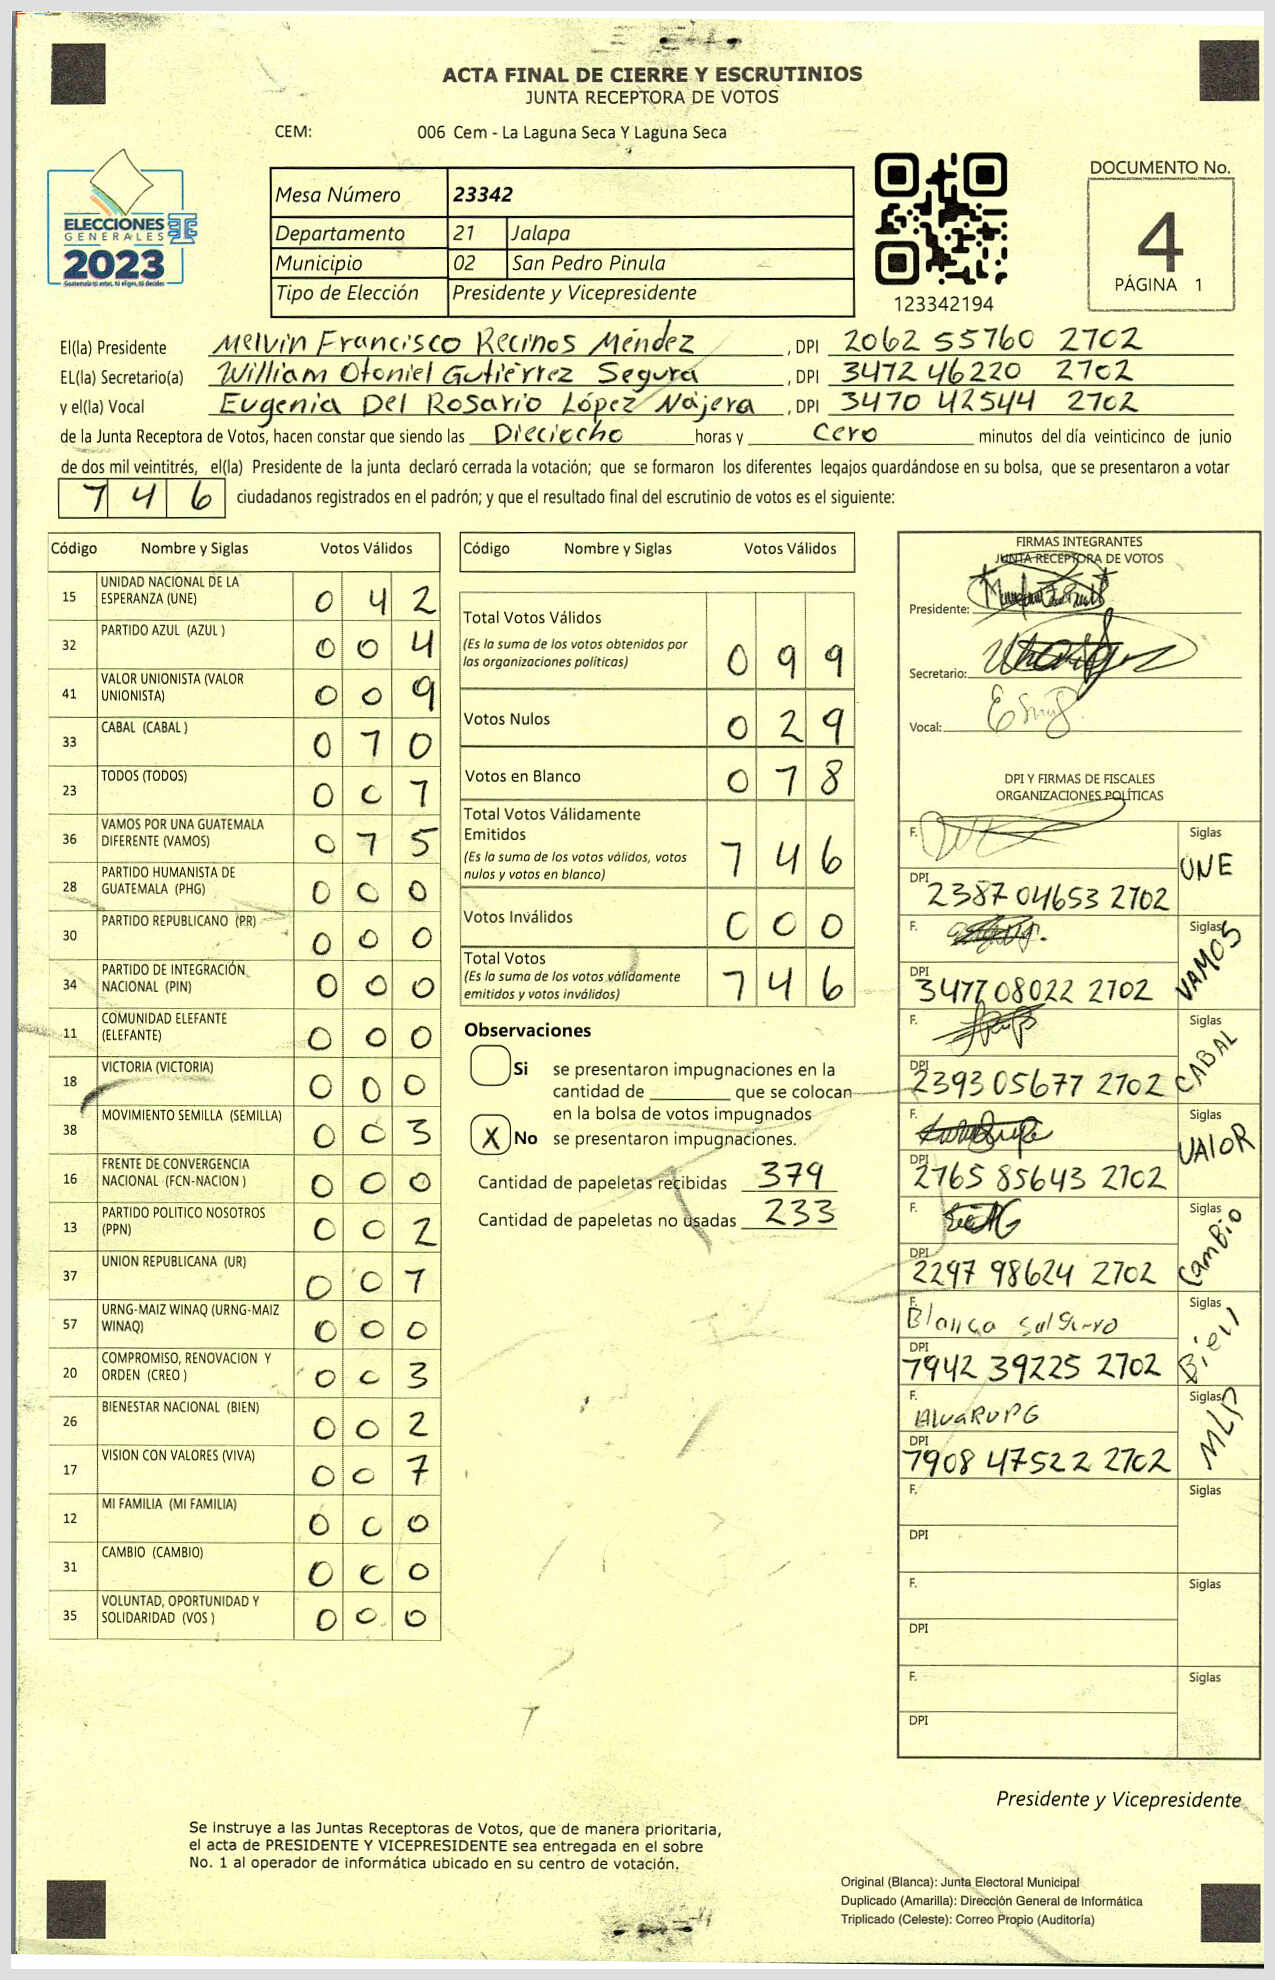 ACTA FINAL DE CIERRE Y ESCRUTINIOS
JUNTA RECEPTORA DE VOTOS
CEM: 006 Cem - La Laguna Seca Y Laguna Seca
ELECCIONES
GENERALES
2023
Mesa Número 23342
Departamento 21 Jalapa
Municipio 02 San Pedro Pinula
Tipo de Elección Presidente y Vicepresidente
123342194
DOCUMENTO No.
4
PÁGINA 1
El(la) Presidente Melvin Francisco Recinos Méndez, DPI 2062 55760 2702
EL(la) Secretario(a) William Otoniel Gutiérrez Segura, DPI 3472 46220 2702
y el(la) Vocal Eugenia Del Rosario López Nájera, DPI 3470 42544 2702
de la Junta Receptora de Votos, hacen constar que siendo las Dieciocho horas y Cero minutos del día veinticinco de junio
de dos mil veintitrés, el(la) Presidente de la junta declaró cerrada la votación; que se formaron los diferentes legajos guardándose en su bolsa, que se presentaron a votar
746 ciudadanos registrados en el padrón; y que el resultado final del escrutinio de votos es el siguiente:
Código Nombre y Siglas Votos Válidos
15 UNIDAD NACIONAL DE LA ESPERANZA (UNE) 0 4 2
32 PARTIDO AZUL (AZUL ) 0 0 4
41 VALOR UNIONISTA (VALOR UNIONISTA) 0 0 9
33 CABAL (CABAL ) 0 7 0
23 TODOS (TODOS) 0 0 7
36 VAMOS POR UNA GUATEMALA DIFERENTE (VAMOS) 0 7 5
28 PARTIDO HUMANISTA DE GUATEMALA (PHG) 0 0 0
30 PARTIDO REPUBLICANO (PR) 0 0 0
34 PARTIDO DE INTEGRACIÓN NACIONAL (PIN) 0 0 0
11 COMUNIDAD ELEFANTE (ELEFANTE) 0 0 0
18 VICTORIA (VICTORIA) 0 0 0
38 MOVIMIENTO SEMILLA (SEMILLA) 0 0 3
16 FRENTE DE CONVERGENCIA NACIONAL (FCN-NACION ) 0 0 0
13 PARTIDO POLITICO NOSOTROS (PPN) 0 0 2
37 UNION REPUBLICANA (UR) 0 0 7
57 URNG-MAIZ WINAQ (URNG-MAIZ WINAQ) 0 0 0
20 COMPROMISO, RENOVACION Y ORDEN (CREO ) 0 0 3
26 BIENESTAR NACIONAL (BIEN) 0 0 2
17 VISION CON VALORES (VIVA) 0 0 7
12 MI FAMILIA (MI FAMILIA) 0 0 0
31 CAMBIO (CAMBIO) 0 0 0
35 VOLUNTAD, OPORTUNIDAD Y SOLIDARIDAD (VOS ) 0 0 0
Código Nombre y Siglas Votos Válidos
Total Votos Válidos
(Es la suma de los votos obtenidos por
las organizaciones políticas) 0 9 9
Votos Nulos 0 2 9
Votos en Blanco 0 7 8
Total Votos Válidamente
Emitidos
(Es la suma de los votos válidos, votos
nulos y votos en blanco) 7 4 6
Votos Inválidos 0 0 0
Total Votos
(Es la suma de los votos válidamente
emitidos y votos inválidos) 7 4 6
Observaciones
Si se presentaron impugnaciones en la
cantidad de ________ que se colocan
en la bolsa de votos impugnados
X No se presentaron impugnaciones.
Cantidad de papeletas recibidas 379
Cantidad de papeletas no usadas 233
FIRMAS INTEGRANTES
JUNTA RECEPTORA DE VOTOS
Presidente:
Secretario:
Vocal:
DPI Y FIRMAS DE FISCALES
ORGANIZACIONES POLÍTICAS
F. Siglas UNE
DPI 2387 04653 2702
F. Siglas VAMOS
DPI 3477 08022 2702
F. Siglas CABAL
DPI 2393 05677 2702
F. Siglas VALOR
DPI 2765 85643 2702
F. Siglas Cambio
DPI 2297 98624 2702
F. Blanca Siglas Bien
DPI 7942 39225 2702
F. Siglas MLP
DPI 7908 47522 2702
F. Siglas
DPI
F. Siglas
DPI
F. Siglas
DPI
Presidente y Vicepresidente
Se instruye a las Juntas Receptoras de Votos, que de manera prioritaria,
el acta de PRESIDENTE Y VICEPRESIDENTE sea entregada en el sobre
No. 1 al operador de informática ubicado en su centro de votación.
Original (Blanca): Junta Electoral Municipal
Duplicado (Amarilla): Dirección General de Informática
Triplicado (Celeste): Correo Propio (Auditoría)